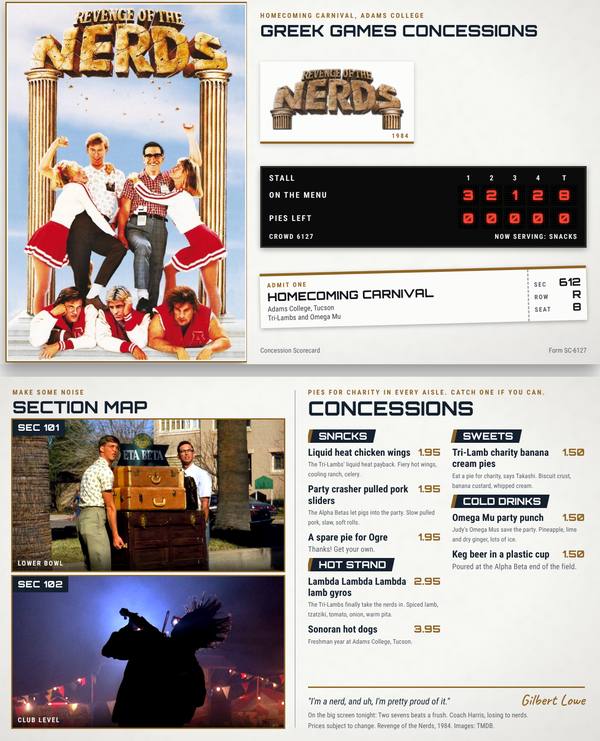 REVENGE OF THE
NERDS
HOMECOMING CARNIVAL, ADAMS COLLEGE
GREEK GAMES CONCESSIONS
REVENGE OF THE
NERDS
1984
STALL 1 2 3 4 T
ON THE MENU 3 2 1 2 8
PIES LEFT 0 0 0 0 0
CROWD 6127 NOW SERVING: SNACKS
ADMIT ONE
HOMECOMING CARNIVAL
Adams College, Tucson
Tri-Lambs and Omega Mu
SEC 612
ROW R
SEAT 8
Concession Scorecard Form SC-6127
MAKE SOME NOISE
SECTION MAP
SEC 101
ETA BETA
LOWER BOWL
SEC 102
CLUB LEVEL
PIES FOR CHARITY IN EVERY AISLE. CATCH ONE IF YOU CAN.
CONCESSIONS
SNACKS
Liquid heat chicken wings 1.95
The Tri-Lambs' liquid heat payback. Fiery hot wings,
cooling ranch, celery.
Party crasher pulled pork 1.95
sliders
The Alpha Betas let pigs into the party. Slow pulled
pork, slaw, soft rolls.
A spare pie for Ogre 1.95
Thanks! Get your own.
HOT STAND
Lambda Lambda Lambda 2.95
lamb gyros
The Tri-Lambs finally take the nerds in. Spiced lamb,
tzatziki, tomato, onion, warm pita.
Sonoran hot dogs 3.95
Freshman year at Adams College, Tucson.
SWEETS
Tri-Lamb charity banana 1.50
cream pies
Eat a pie for charity, says Takashi. Biscuit crust,
banana custard, whipped cream.
COLD DRINKS
Omega Mu party punch 1.50
Judy's Omega Mus save the party. Pineapple, lime
and dry ginger, lots of ice.
Keg beer in a plastic cup 1.50
Poured at the Alpha Beta end of the field.
"I'm a nerd, and uh, I'm pretty proud of it." Gilbert Lowe
On the big screen tonight: Two sevens beats a frush. Coach Harris, losing to nerds.
Prices subject to change. Revenge of the Nerds, 1984. Images: TMDB.